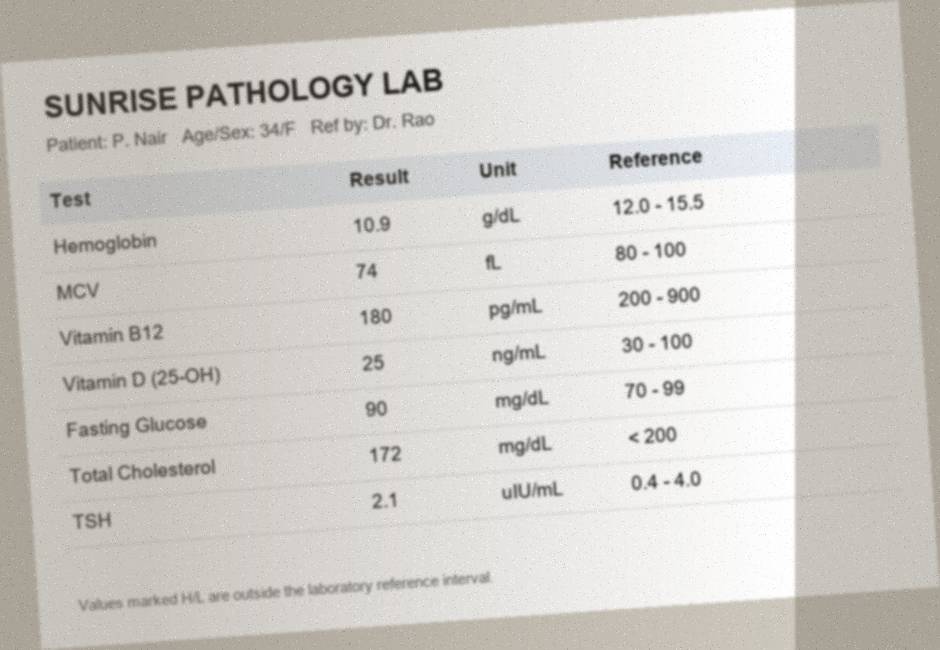 SUNRISE PATHOLOGY LAB
Patient: P. Nair Age/Sex: 34/F Ref by: Dr. Rao
Test Result Unit Reference
Hemoglobin 10.9 g/dL 12.0 - 15.5
MCV 74 fL 80 - 100
Vitamin B12 180 pg/mL 200 - 900
Vitamin D (25-OH) 25 ng/mL 30 - 100
Fasting Glucose 90 mg/dL 70 - 99
Total Cholesterol 172 mg/dL < 200
TSH 2.1 uIU/mL 0.4 - 4.0
Values marked H/L are outside the laboratory reference interval.